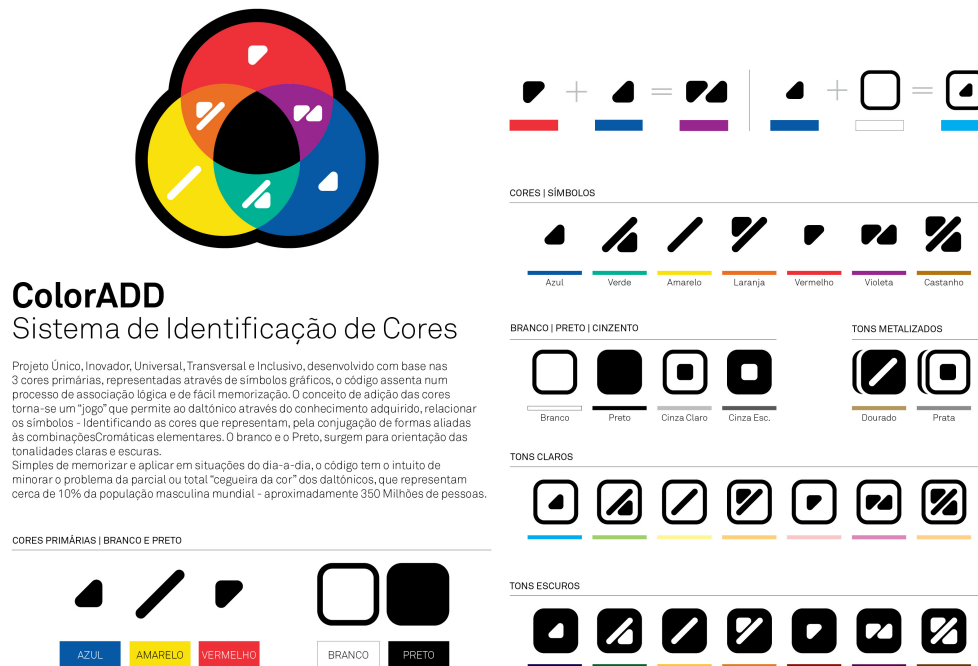 ColorADD
Sistema de Identificação de Cores
Projeto Único, Inovador, Universal, Transversal e Inclusivo, desenvolvido com base nas
3 cores primárias, representadas através de símbolos gráficos, o código assenta num
processo de associação lógica e de fácil memorização. O conceito de adição das cores
torna-se um "jogo" que permite ao daltónico através do conhecimento adquirido, relacionar
os símbolos - Identificando as cores que representam, pela conjugação de formas aliadas
às combinaçõesCromáticas elementares. O branco e o Preto, surgem para orientação das
tonalidades claras e escuras.
Simples de memorizar e aplicar em situações do dia-a-dia, o código tem o intuito de
minorar o problema da parcial ou total "cegueira da cor" dos daltónicos, que representam
cerca de 10% da população masculina mundial - aproximadamente 350 Milhões de pessoas.
CORES PRIMÁRIAS | BRANCO E PRETO
AZUL AMARELO VERMELHO BRANCO PRETO
+ = + =
CORES | SÍMBOLOS
Azul Verde Amarelo Laranja Vermelho Violeta Castanho
BRANCO | PRETO | CINZENTO
Branco Preto Cinza Claro Cinza Esc.
TONS METALIZADOS
Dourado Prata
TONS CLAROS
TONS ESCUROS